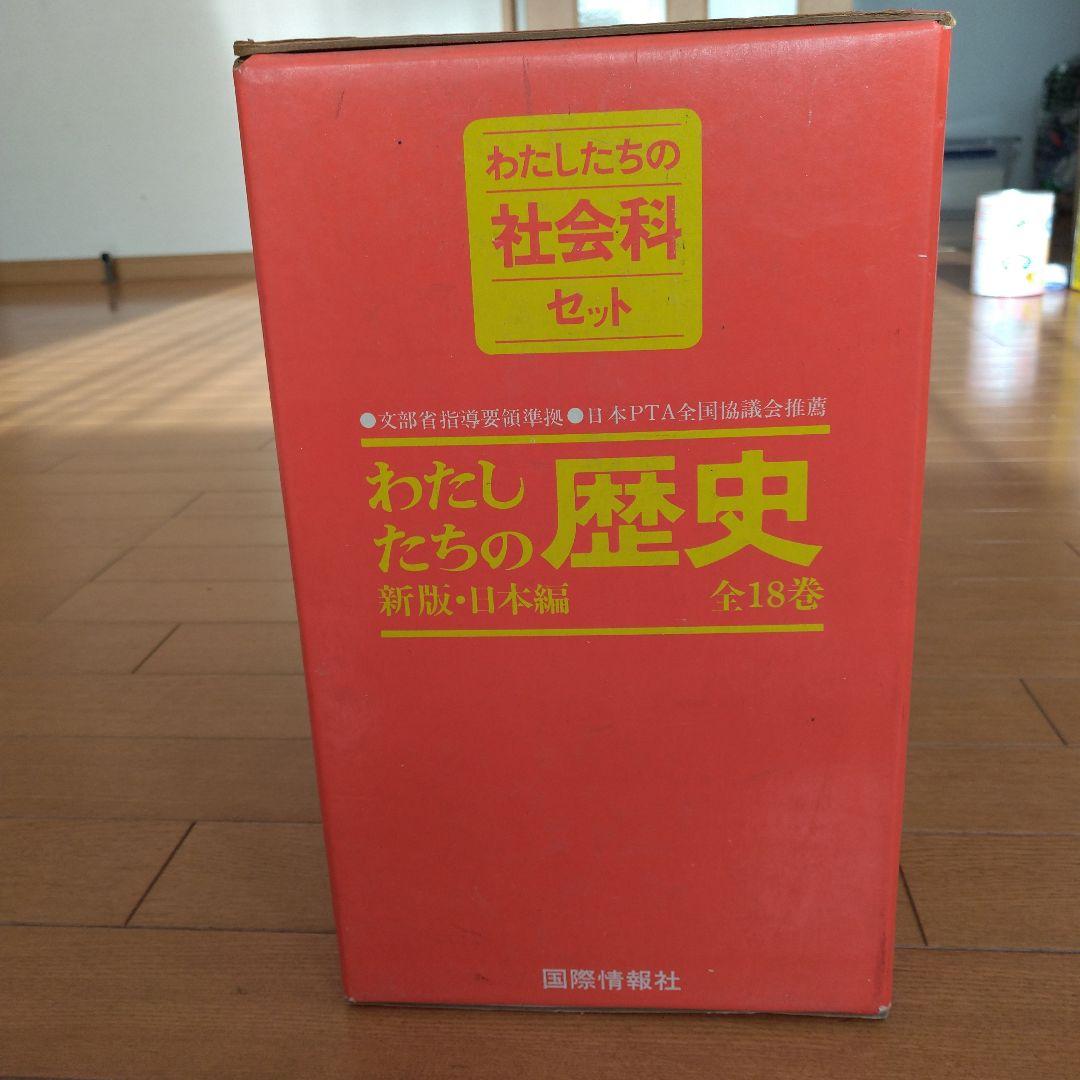 わたしたちの
社会科
セット
●文部省指導要領準拠●日本PTA全国協議会推薦
わたし
たちの
歴史
新版・日本編 全18巻
国際情報社